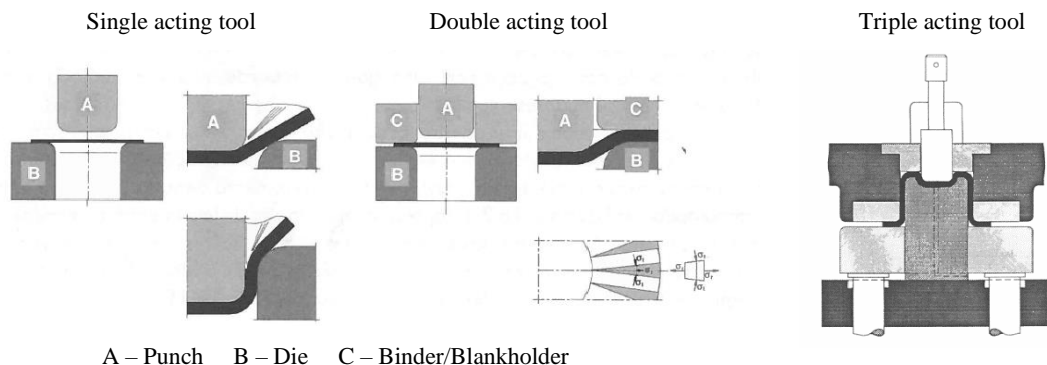 Single acting tool Double acting tool Triple acting tool
A
B
A
B
A
C
B
A
C
B
A – Punch B – Die C – Binder/Blankholder